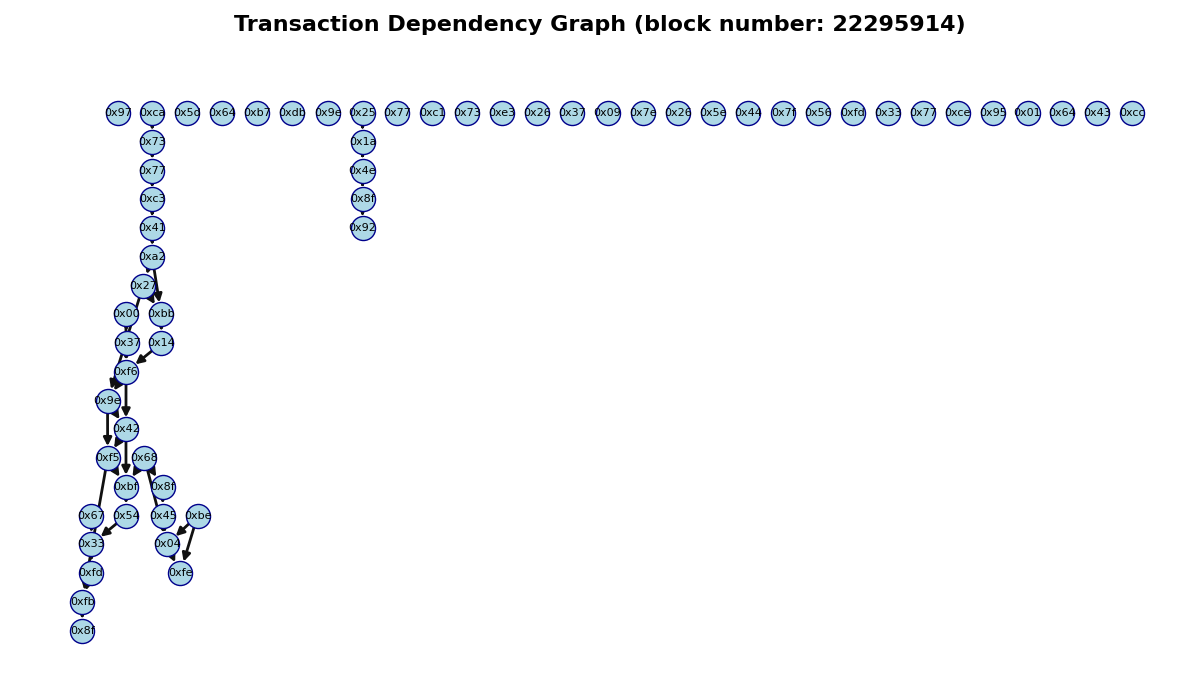 Transaction Dependency Graph (block number: 22295914)
0x97 0xca 0x5d 0x64 0xb7 0xdb 0x9e 0x25 0x77 0xc1 0x73 0xe3 0x26 0x37 0x09 0x7e 0x26 0x5e 0x44 0x7f 0x56 0xfd 0x33 0x77 0xce 0x95 0x01 0x64 0x43 0xcc
0x73 0x1a
0x77 0x4e
0xc3 0x8f
0x41 0x92
0xa2
0x27
0x00 0xbb
0x37 0x14
0xf6
0x9e
0x42
0xf5 0x68
0xbf 0x8f
0x67 0x54 0x45 0xbe
0x33 0x04
0xfd 0xfe
0xfb
0x8f